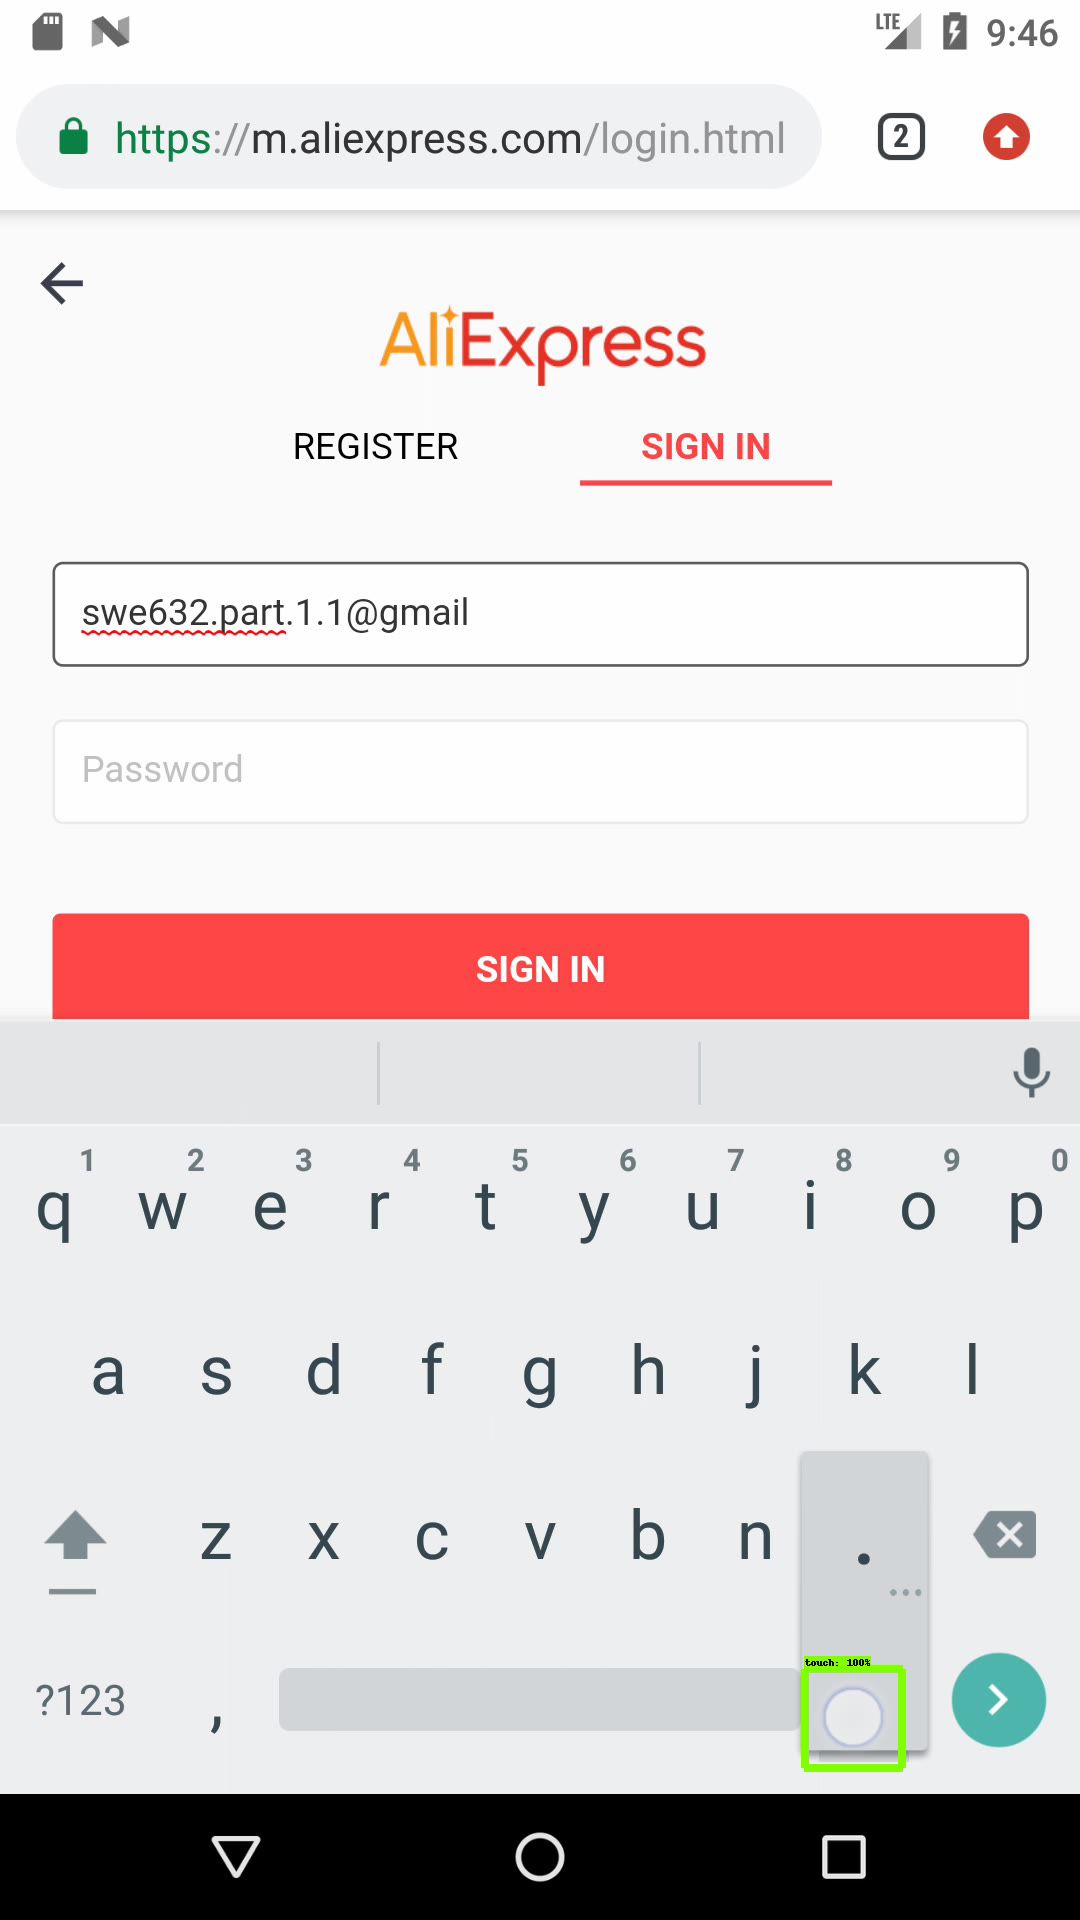 LTE 9:46
https://m.aliexpress.com/login.html 2
AliExpress
REGISTER SIGN IN
swe632.part.1.1@gmail
Password
SIGN IN
1 2 3 4 5 6 7 8 9 0
q w e r t y u i o p
a s d f g h j k l
z x c v b n .
...
touch: 100%
?123 ,